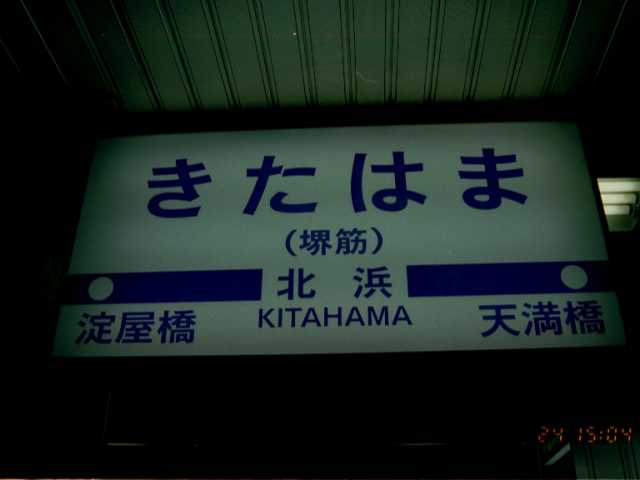 きたはま
(堺筋)
北浜
KITAHAMA
淀屋橋
天満橋
24 15:04